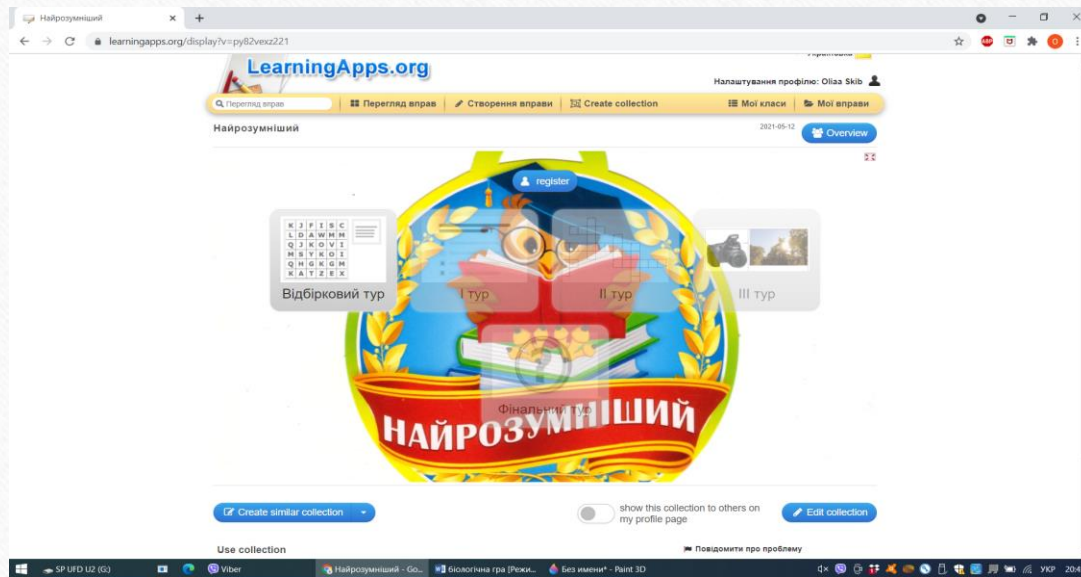 Найрозумніший
learningapps.org/display?v=py82vexz221
LearningApps.org
Налаштування профілю: Oliaa Skib
Перегляд вправ
Перегляд вправ
Створення вправи
Create collection
Мої класи
Мої вправи
Найрозумніший
2021-05-12
Overview
register
K J F I S C
L D A W M M
Q J K O V I
M S Y K O I
Q H G K G M
K A T Z E X
Відбірковий тур
I тур
II тур
III тур
Фінальний тур
НАЙРОЗУМНІШИЙ
Create similar collection
show this collection to others on
my profile page
Edit collection
Use collection
Повідомити про проблему
SP UFD U2 (G:)
Viber
Найрозумніший - Go...
біологічна гра [Режи...
Без имени* - Paint 3D
УКР